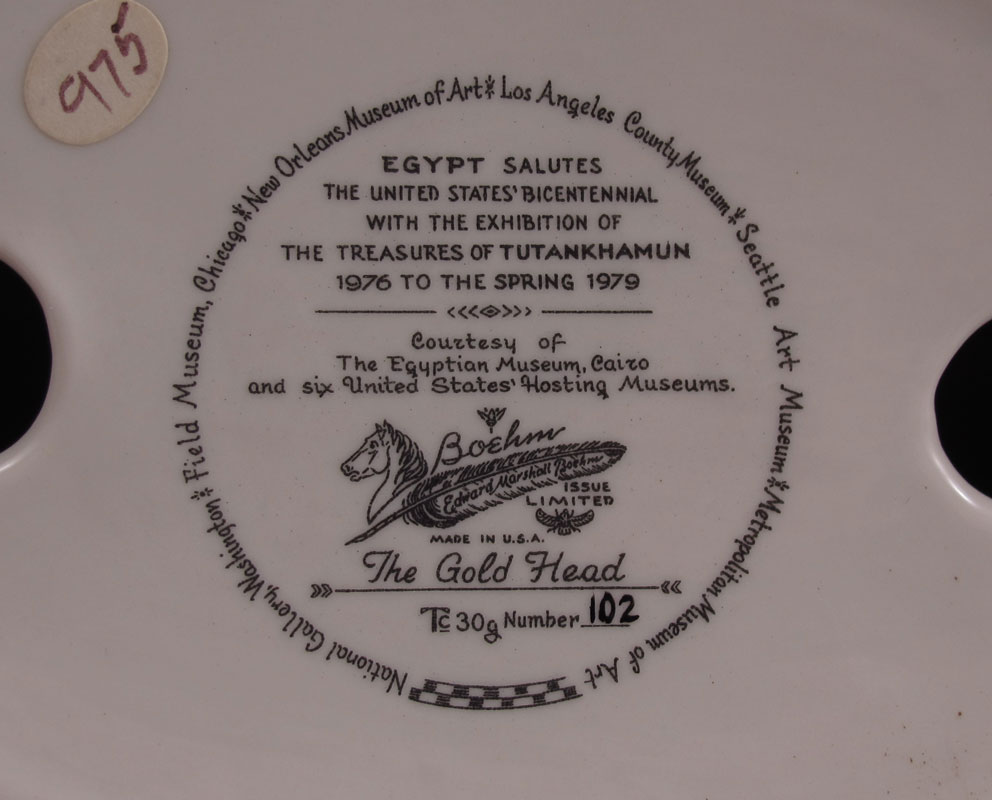 975
National Gallery, Washington * Field Museum, Chicago * New Orleans Museum of Art * Los Angeles County Museum * Seattle Art Museum * Metropolitan Museum of Art
EGYPT SALUTES
THE UNITED STATES' BICENTENNIAL
WITH THE EXHIBITION OF
THE TREASURES OF TUTANKHAMUN
1976 TO THE SPRING 1979
Courtesy of
The Egyptian Museum, Cairo
and six United States' Hosting Museums.
Boehm
Edward Marshall Boehm
ISSUE
LIMITED
MADE IN U.S.A.
The Gold Head
Tc 30g Number 102